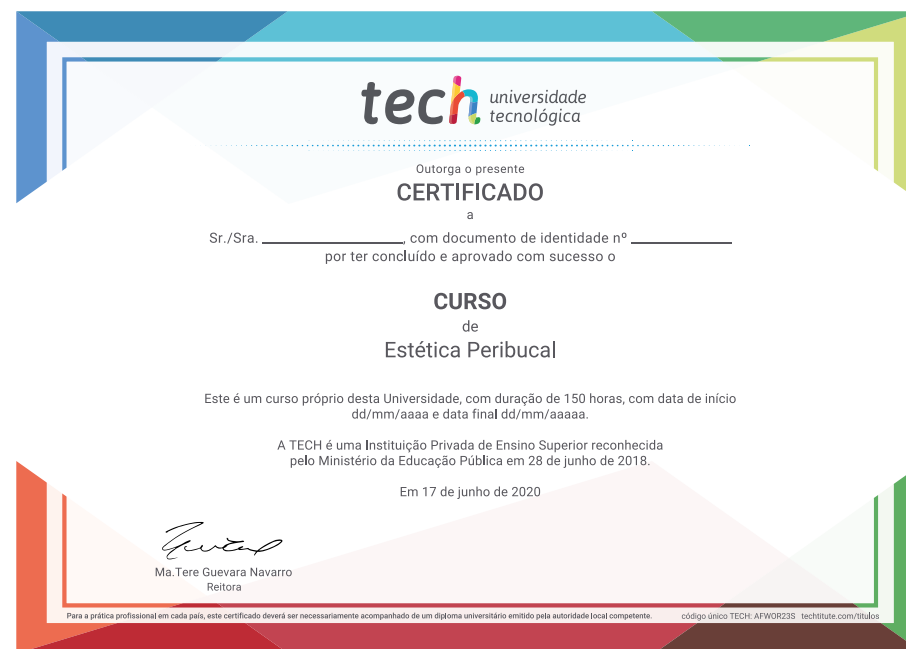 tech universidade
tecnológica
Outorga o presente
CERTIFICADO
a
Sr./Sra. ________________, com documento de identidade nº ____________
por ter concluído e aprovado com sucesso o
CURSO
de
Estética Peribucal
Este é um curso próprio desta Universidade, com duração de 150 horas, com data de início
dd/mm/aaaa e data final dd/mm/aaaaa.
A TECH é uma Instituição Privada de Ensino Superior reconhecida
pelo Ministério da Educação Pública em 28 de junho de 2018.
Em 17 de junho de 2020
Ma.Tere Guevara Navarro
Reitora
Para a prática profissional em cada país, este certificado deverá ser necessariamente acompanhado de um diploma universitário emitido pela autoridade local competente. código único TECH: AFWOR23S techtitute.com/titulos